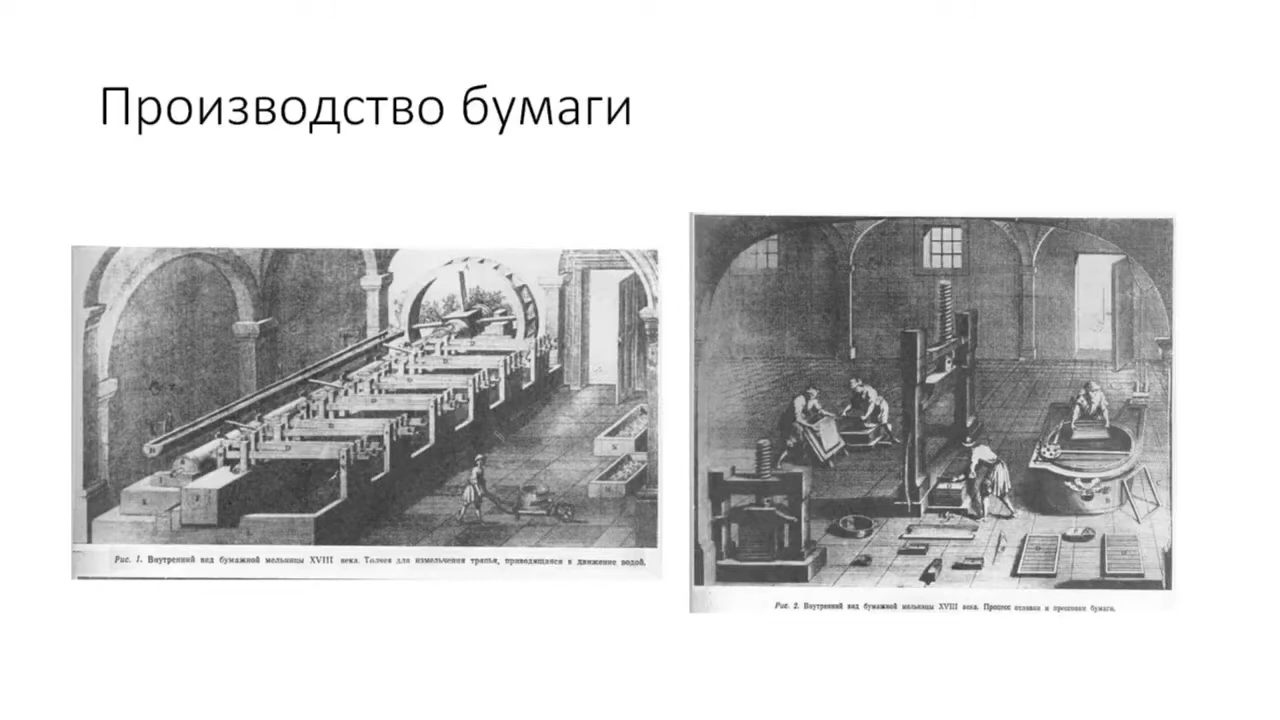 Производство бумаги
Рис. 1. Внутренний вид бумажной мельницы XVIII века. Толчея для измельчения тряпья, приводящаяся в движение водой.
Рис. 2. Внутренний вид бумажной мельницы XVIII века. Процесс отливки и прессовки бумаги.